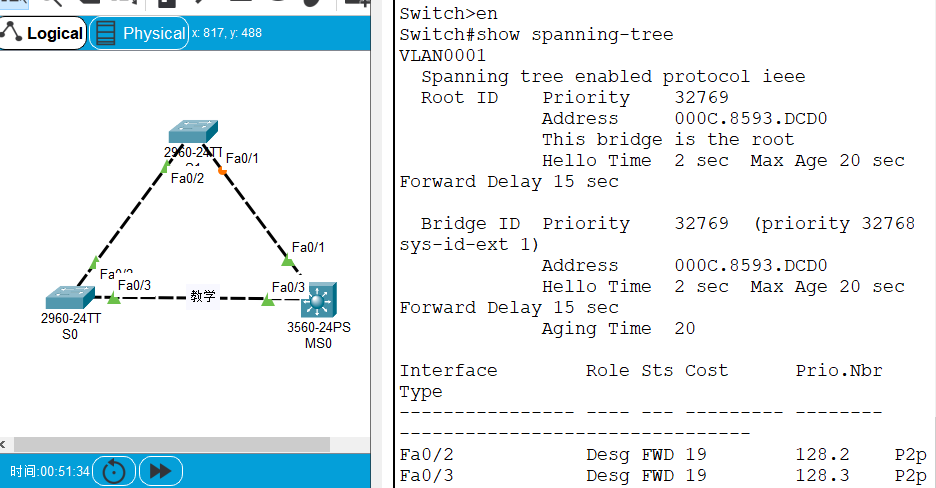 Logical
Physical
x: 817, y: 488
2960-24TT
Fa0/1
Fa0/2
Fa0/1
Fa0/3
Fa0/3
教学
2960-24TT
S0
3560-24PS
MS0
时间:00:51:34
Switch>en
Switch#show spanning-tree
VLAN0001
Spanning tree enabled protocol ieee
Root ID Priority 32769
Address 000C.8593.DCD0
This bridge is the root
Hello Time 2 sec Max Age 20 sec
Forward Delay 15 sec
Bridge ID Priority 32769 (priority 32768
sys-id-ext 1)
Address 000C.8593.DCD0
Hello Time 2 sec Max Age 20 sec
Forward Delay 15 sec
Aging Time 20
Interface Role Sts Cost Prio.Nbr
Type
---------------- ---- --- --------- --------
--------------------------------
Fa0/2 Desg FWD 19 128.2 P2p
Fa0/3 Desg FWD 19 128.3 P2p